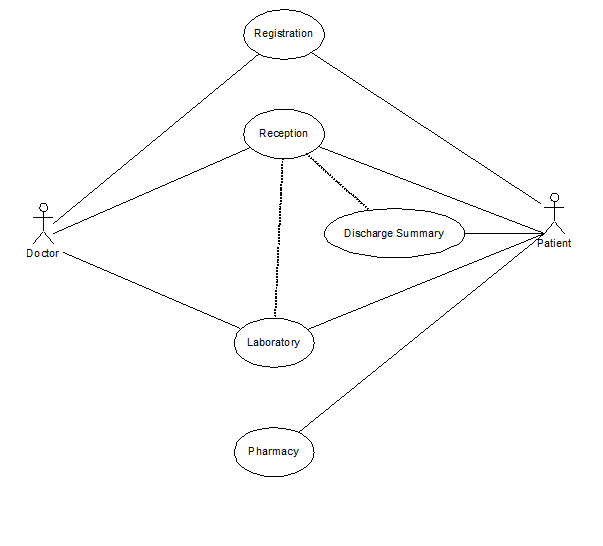 Registration
Reception
Discharge Summary
Doctor
Patient
Laboratory
Pharmacy